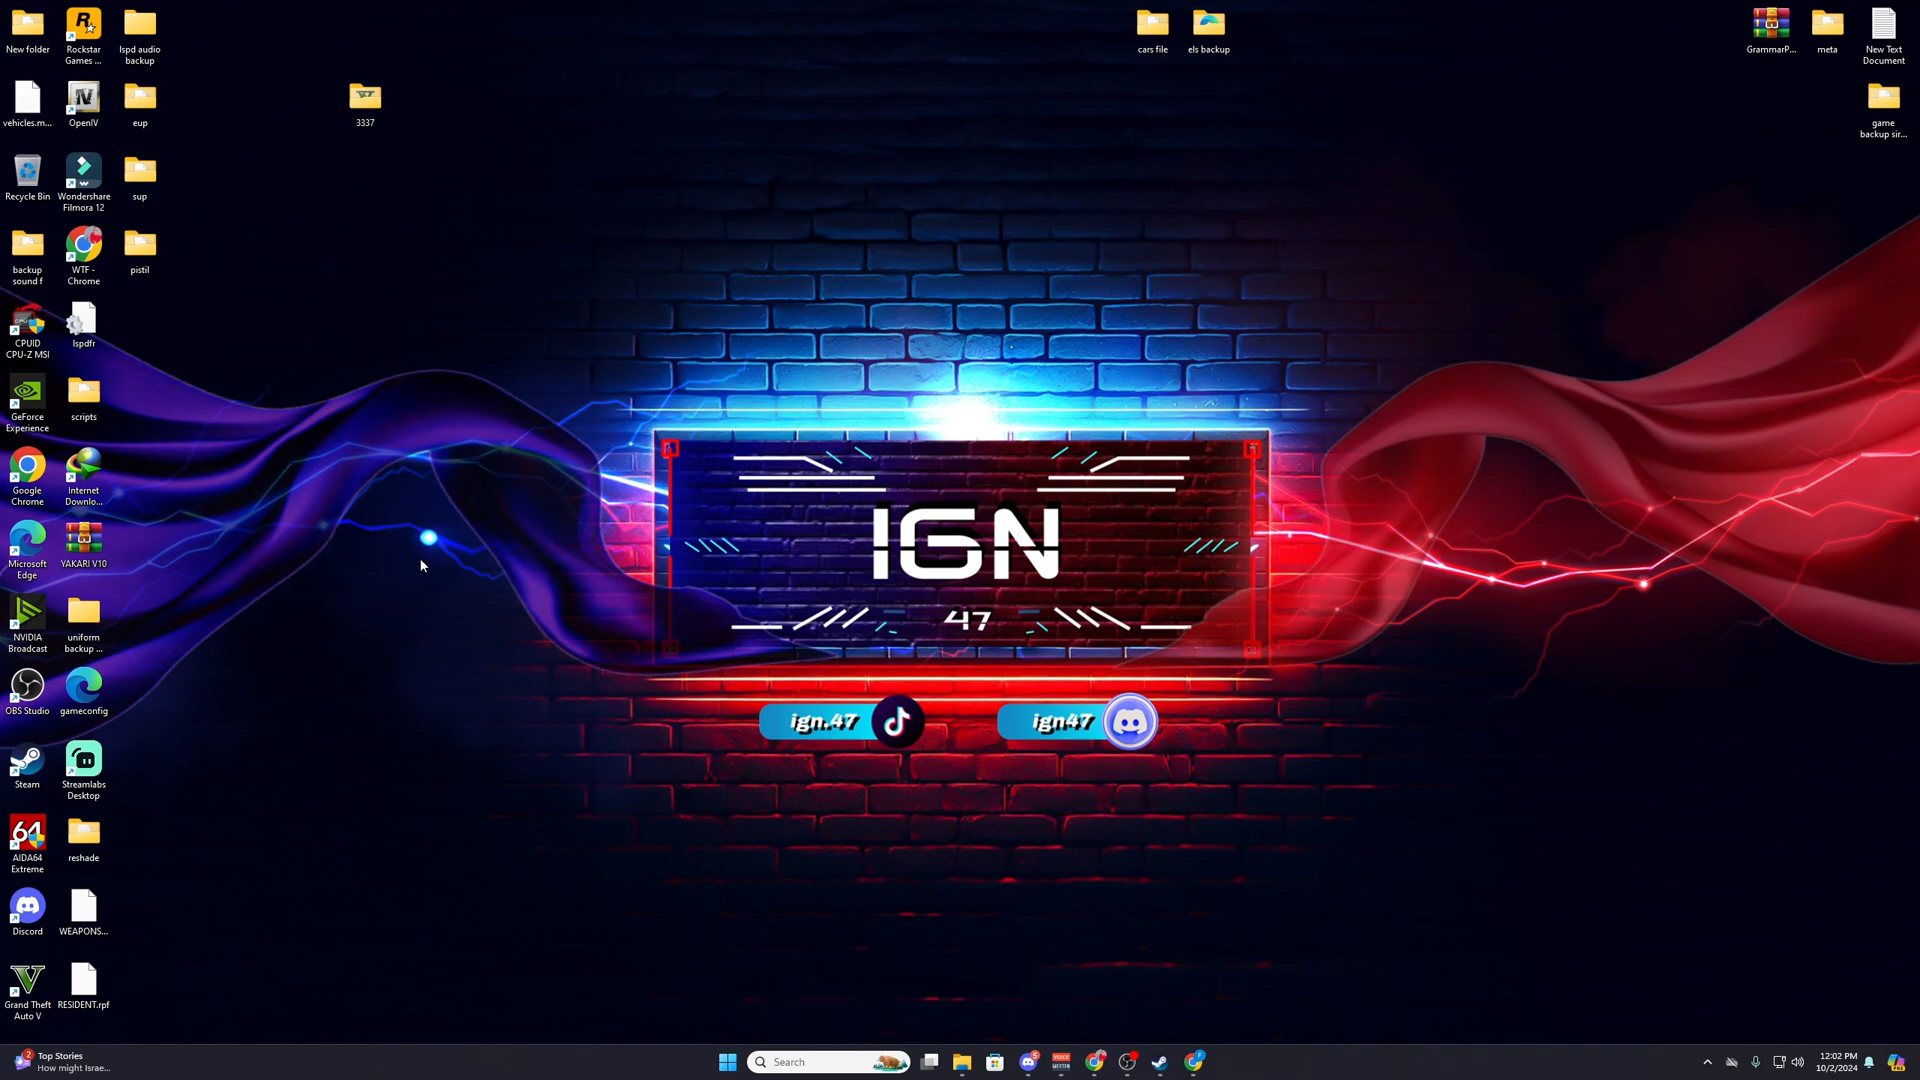 New folder
Rockstar
Games ...
lspd audio
backup
cars file
els backup
GrammarP...
meta
New Text
Document
vehicles.m...
OpenIV
eup
3337
game
backup sir...
Recycle Bin
Wondershare
Filmora 12
sup
backup
sound f
WTF -
Chrome
pistil
CPUID
CPU-Z MSI
lspdfr
GeForce
Experience
scripts
Google
Chrome
Internet
Downlo...
Microsoft
Edge
YAKARI V10
NVIDIA
Broadcast
uniform
backup ...
OBS Studio
gameconfig
Steam
Streamlabs
Desktop
64
AIDA64
Extreme
reshade
Discord
WEAPONS...
Grand Theft
Auto V
RESIDENT.rpf
IGN
47
ign.47
ign47
2
Top Stories
How might Israe...
Search
5
12:02 PM
10/2/2024